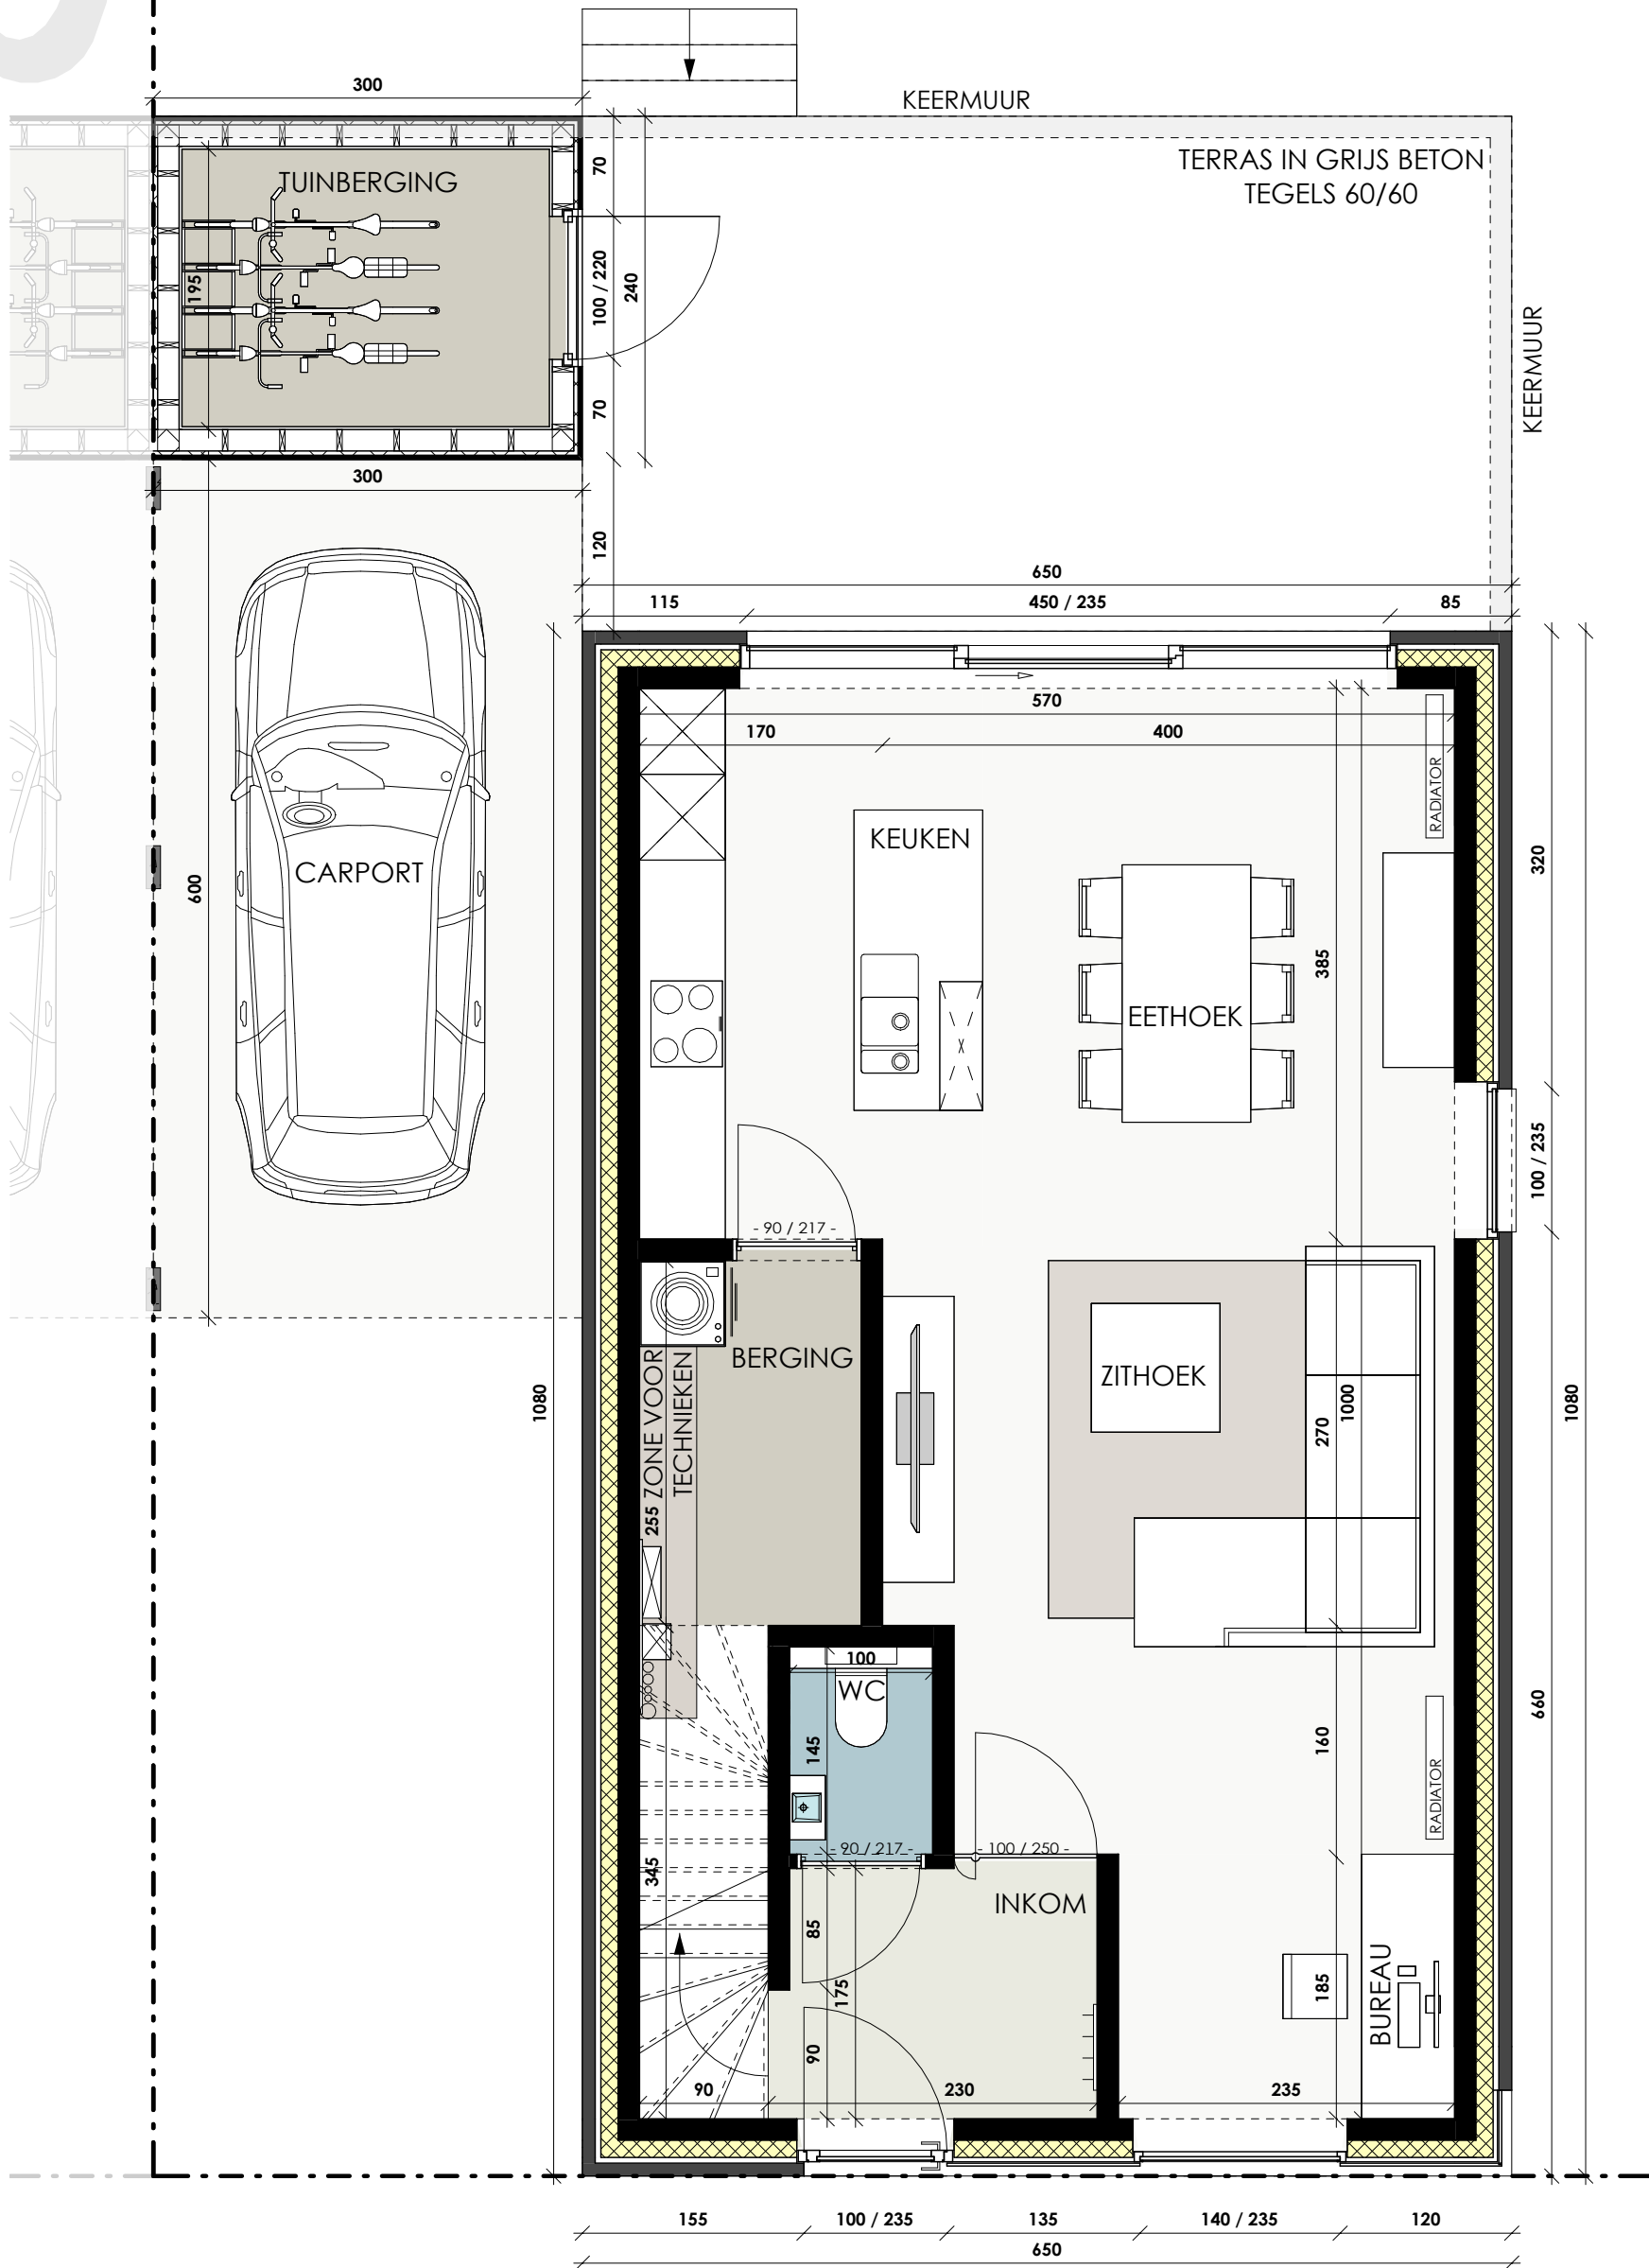 300
KEERMUUR
TERRAS IN GRIJS BETON
TEGELS 60/60
TUINBERGING
70
100 / 220
240
195
70
KEERMUUR
300
120
650
115
450 / 235
85
570
170
400
RADIATOR
KEUKEN
320
CARPORT
600
385
EETHOEK
100 / 235
- 90 / 217 -
BERGING
ZONE VOOR
TECHNIEKEN
255
ZITHOEK
1080
270
1000
1080
100
WC
145
160
660
RADIATOR
- 90 / 217 -
- 100 / 250 -
345
INKOM
85
175
185
BUREAU
90
90
230
235
155
100 / 235
135
140 / 235
120
650